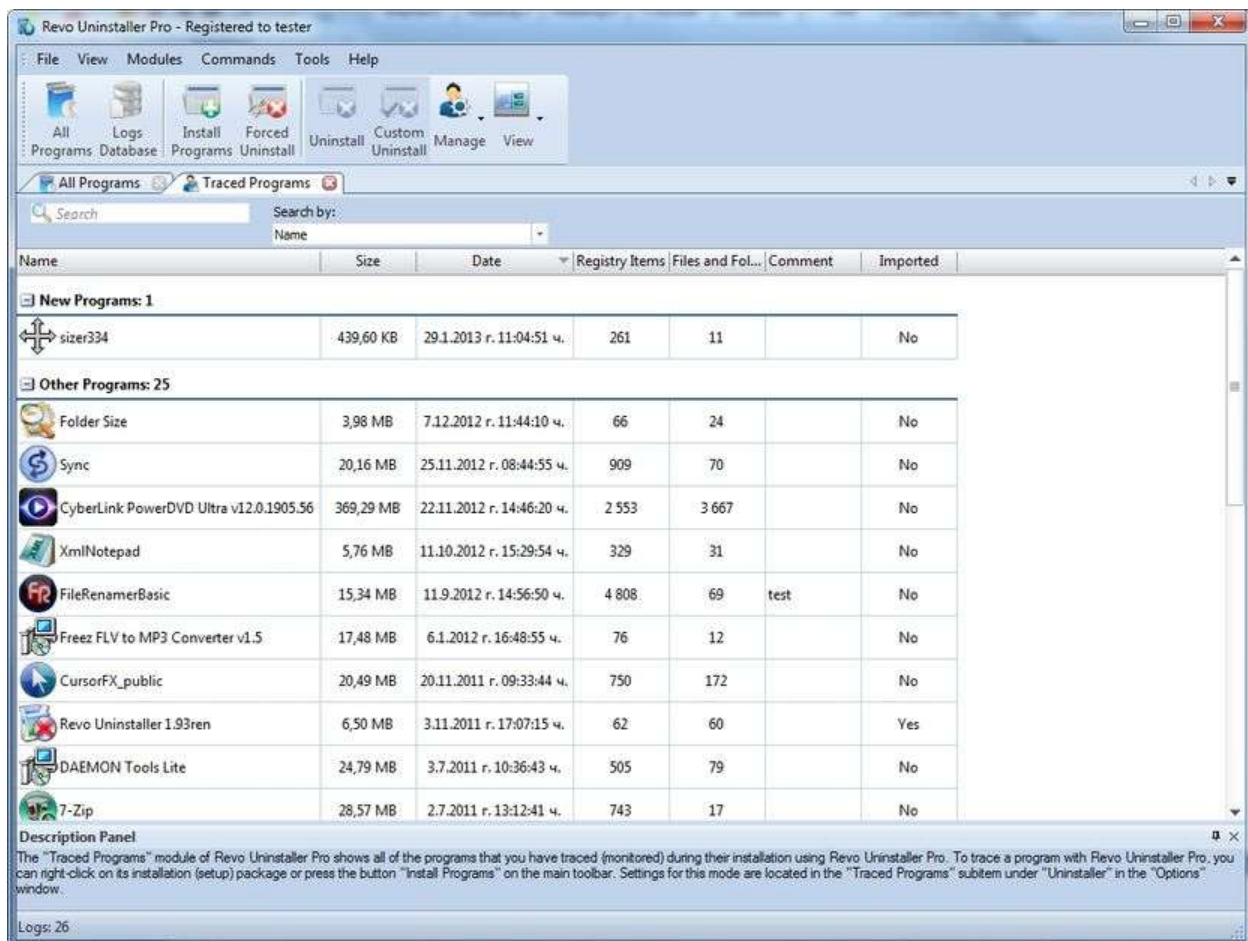 Revo Uninstaller Pro - Registered to tester
File View Modules Commands Tools Help
All Programs
Logs Database
Install Programs
Forced Uninstall
Uninstall
Custom Uninstall
Manage
View
All Programs Traced Programs
Search
Search by:
Name
Name Size Date Registry Items Files and Fol... Comment Imported
New Programs: 1
sizer334 439,60 KB 29.1.2013 г. 11:04:51 ч. 261 11 No
Other Programs: 25
Folder Size 3,98 MB 7.12.2012 г. 11:44:10 ч. 66 24 No
Sync 20,16 MB 25.11.2012 г. 08:44:55 ч. 909 70 No
CyberLink PowerDVD Ultra v12.0.1905.56 369,29 MB 22.11.2012 г. 14:46:20 ч. 2 553 3 667 No
XmlNotepad 5,76 MB 11.10.2012 г. 15:29:54 ч. 329 31 No
FileRenamerBasic 15,34 MB 11.9.2012 г. 14:56:50 ч. 4 808 69 test No
Freez FLV to MP3 Converter v1.5 17,48 MB 6.1.2012 г. 16:48:55 ч. 76 12 No
CursorFX_public 20,49 MB 20.11.2011 г. 09:33:44 ч. 750 172 No
Revo Uninstaller 1.93ren 6,50 MB 3.11.2011 г. 17:07:15 ч. 62 60 Yes
DAEMON Tools Lite 24,79 MB 3.7.2011 г. 10:36:43 ч. 505 79 No
7-Zip 28,57 MB 2.7.2011 г. 13:12:41 ч. 743 17 No
Description Panel
The "Traced Programs" module of Revo Uninstaller Pro shows all of the programs that you have traced (monitored) during their installation using Revo Uninstaller Pro. To trace a program with Revo Uninstaller Pro, you
can right-click on its installation (setup) package or press the button "Install Programs" on the main toolbar. Settings for this mode are located in the "Traced Programs" subitem under "Uninstaller" in the "Options"
window.
Logs: 26